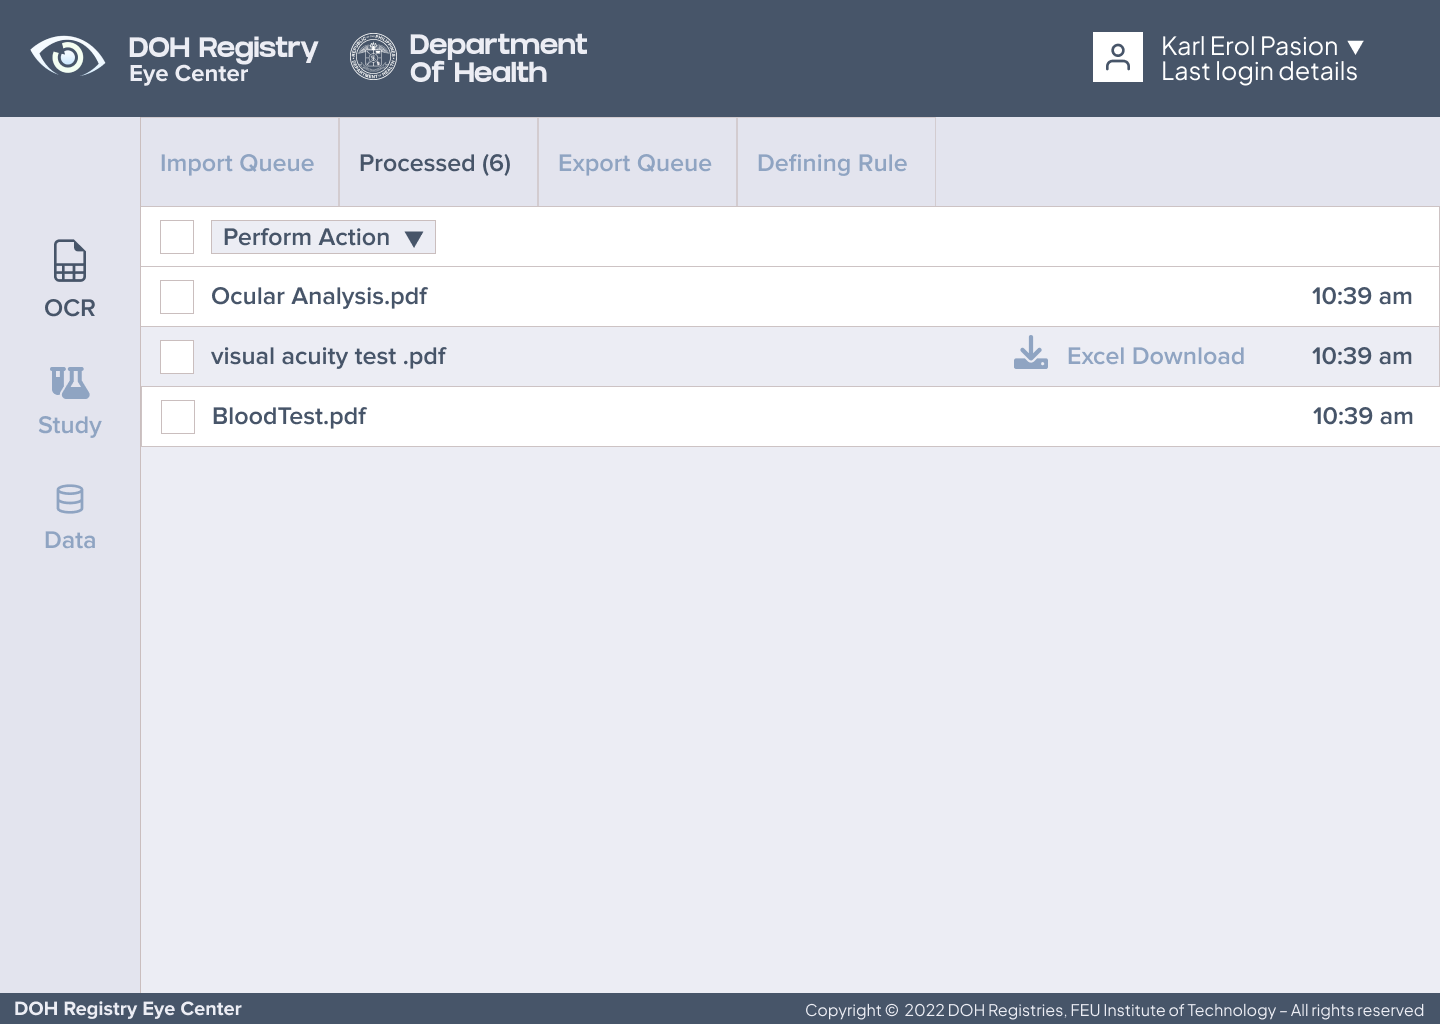 DOH Registry
Eye Center
Department
Of Health
Karl Erol Pasion ▼
Last login details
Import Queue
Processed (6)
Export Queue
Defining Rule
Perform Action ▼
OCR
Study
Data
Ocular Analysis.pdf 10:39 am
visual acuity test .pdf Excel Download 10:39 am
BloodTest.pdf 10:39 am
DOH Registry Eye Center
Copyright © 2022 DOH Registries, FEU Institute of Technology – All rights reserved